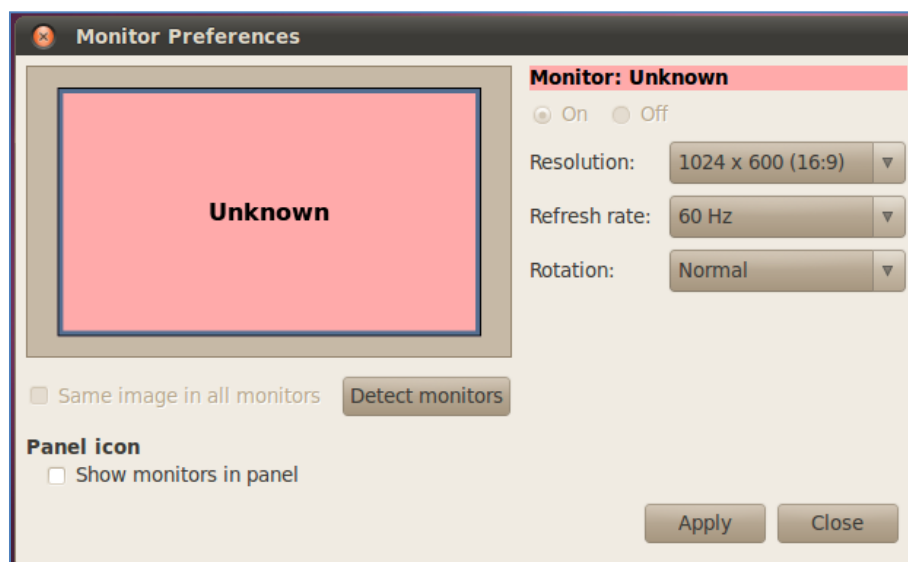 Monitor Preferences
Unknown
Monitor: Unknown
On Off
Resolution: 1024 x 600 (16:9)
Refresh rate: 60 Hz
Rotation: Normal
Same image in all monitors Detect monitors
Panel icon
Show monitors in panel
Apply Close